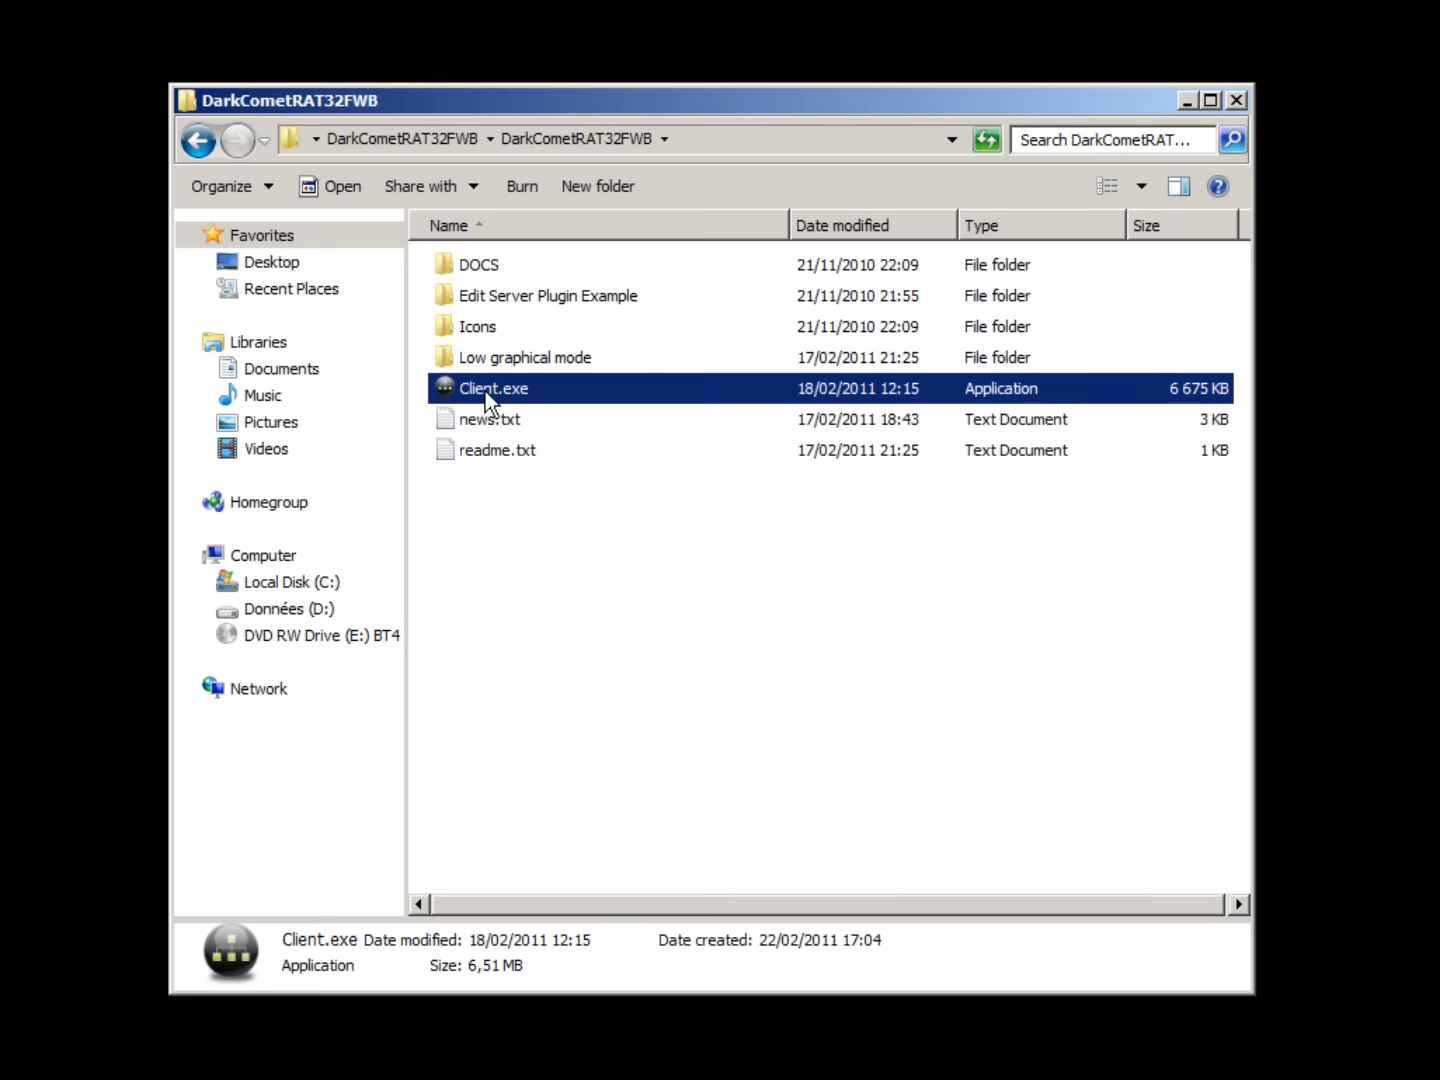 DarkCometRAT32FWB
DarkCometRAT32FWB DarkCometRAT32FWB
Search DarkCometRAT...
Organize Open Share with Burn New folder
Name Date modified Type Size
Favorites
Desktop
Recent Places
Libraries
Documents
Music
Pictures
Videos
Homegroup
Computer
Local Disk (C:)
Données (D:)
DVD RW Drive (E:) BT4
Network
DOCS 21/11/2010 22:09 File folder
Edit Server Plugin Example 21/11/2010 21:55 File folder
Icons 21/11/2010 22:09 File folder
Low graphical mode 17/02/2011 21:25 File folder
Client.exe 18/02/2011 12:15 Application 6 675 KB
news.txt 17/02/2011 18:43 Text Document 3 KB
readme.txt 17/02/2011 21:25 Text Document 1 KB
Client.exe Date modified: 18/02/2011 12:15 Date created: 22/02/2011 17:04
Application Size: 6,51 MB